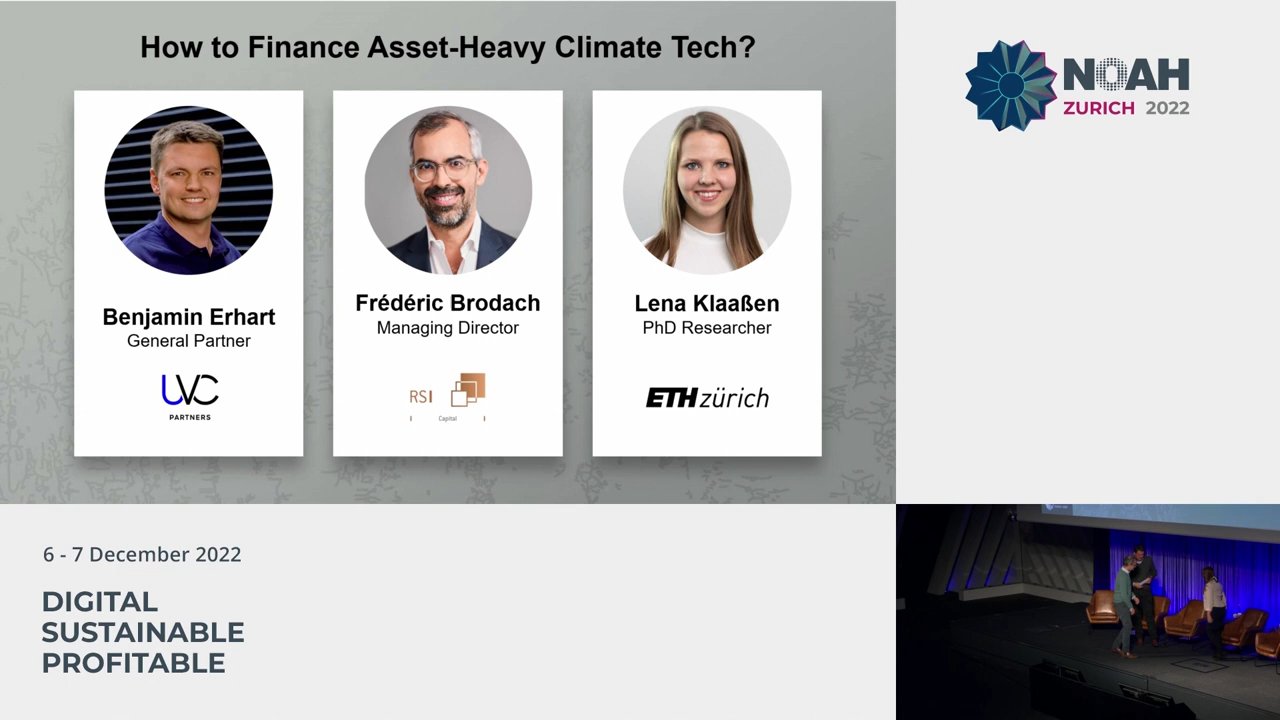 How to Finance Asset-Heavy Climate Tech?
Benjamin Erhart
General Partner
UVC
PARTNERS
Frédéric Brodach
Managing Director
RSI
Capital
Lena Klaaßen
PhD Researcher
ETH zürich
NOAH
ZURICH 2022
6 - 7 December 2022
DIGITAL
SUSTAINABLE
PROFITABLE